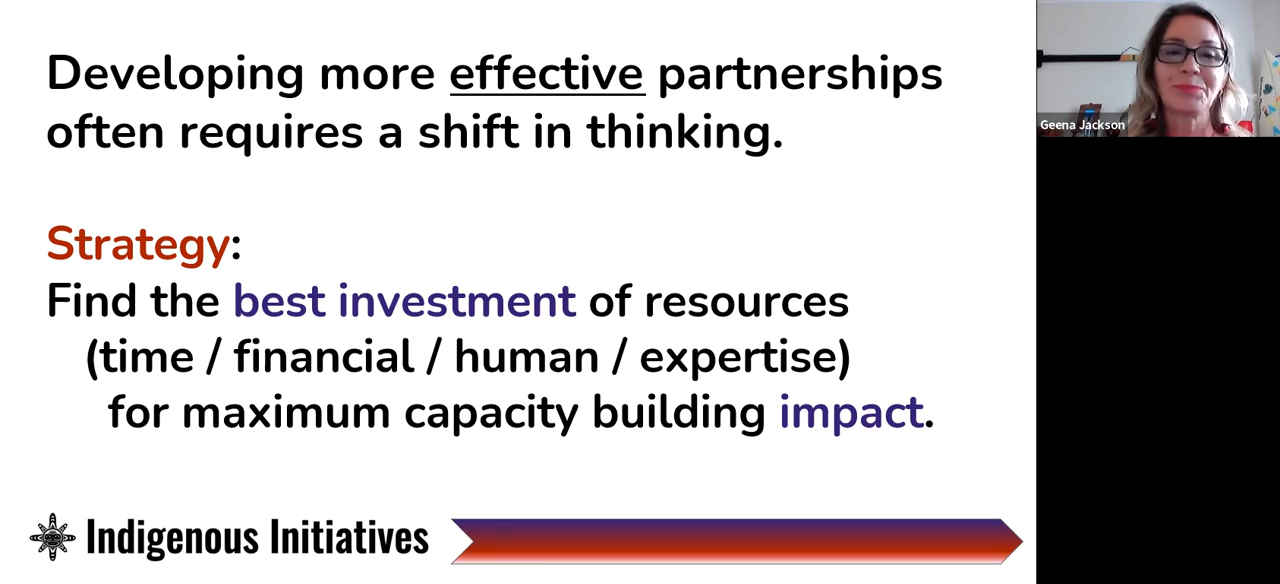 Developing more effective partnerships
often requires a shift in thinking.
Strategy:
Find the best investment of resources
(time / financial / human / expertise)
for maximum capacity building impact.
Indigenous Initiatives
Geena Jackson